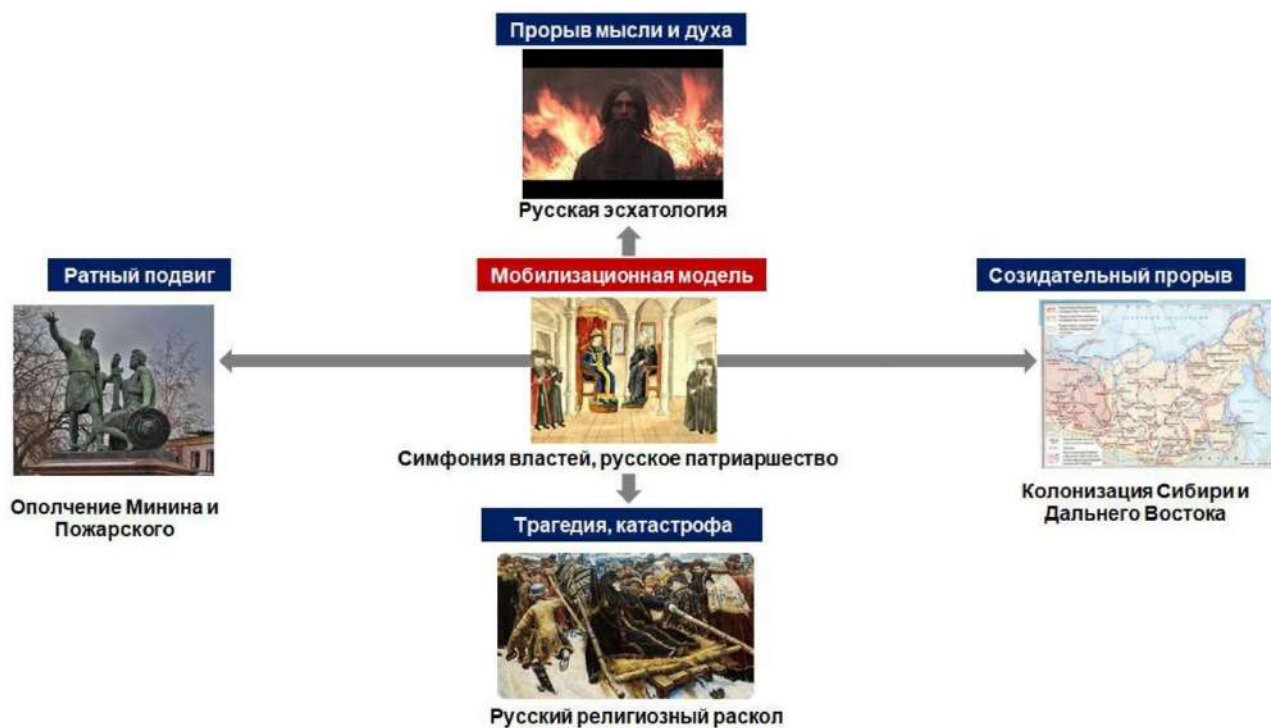 Прорыв мысли и духа
Русская эсхатология
Ратный подвиг
Мобилизационная модель
Созидательный прорыв
Симфония властей, русское патриаршество
Ополчение Минина и
Пожарского
Колонизация Сибири и
Дальнего Востока
Трагедия, катастрофа
Русский религиозный раскол